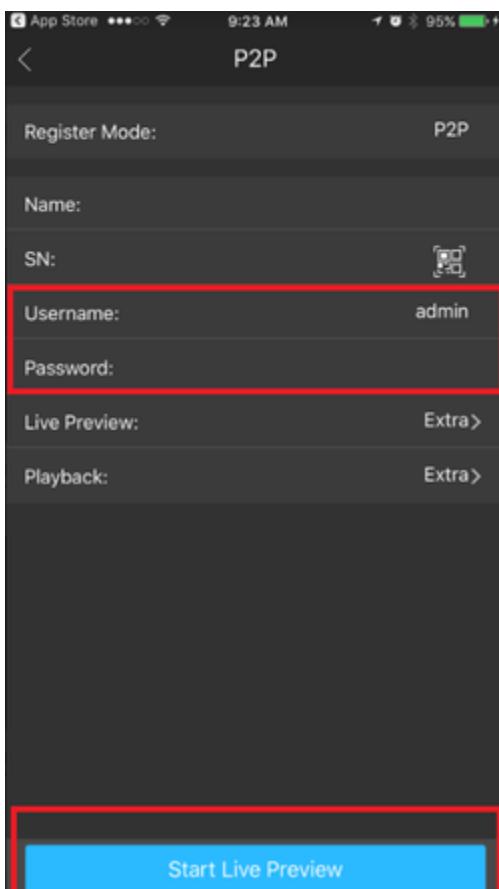 App Store 9:23 AM 95%
P2P
Register Mode: P2P
Name:
SN:
Username: admin
Password:
Live Preview: Extra>
Playback: Extra>
Start Live Preview